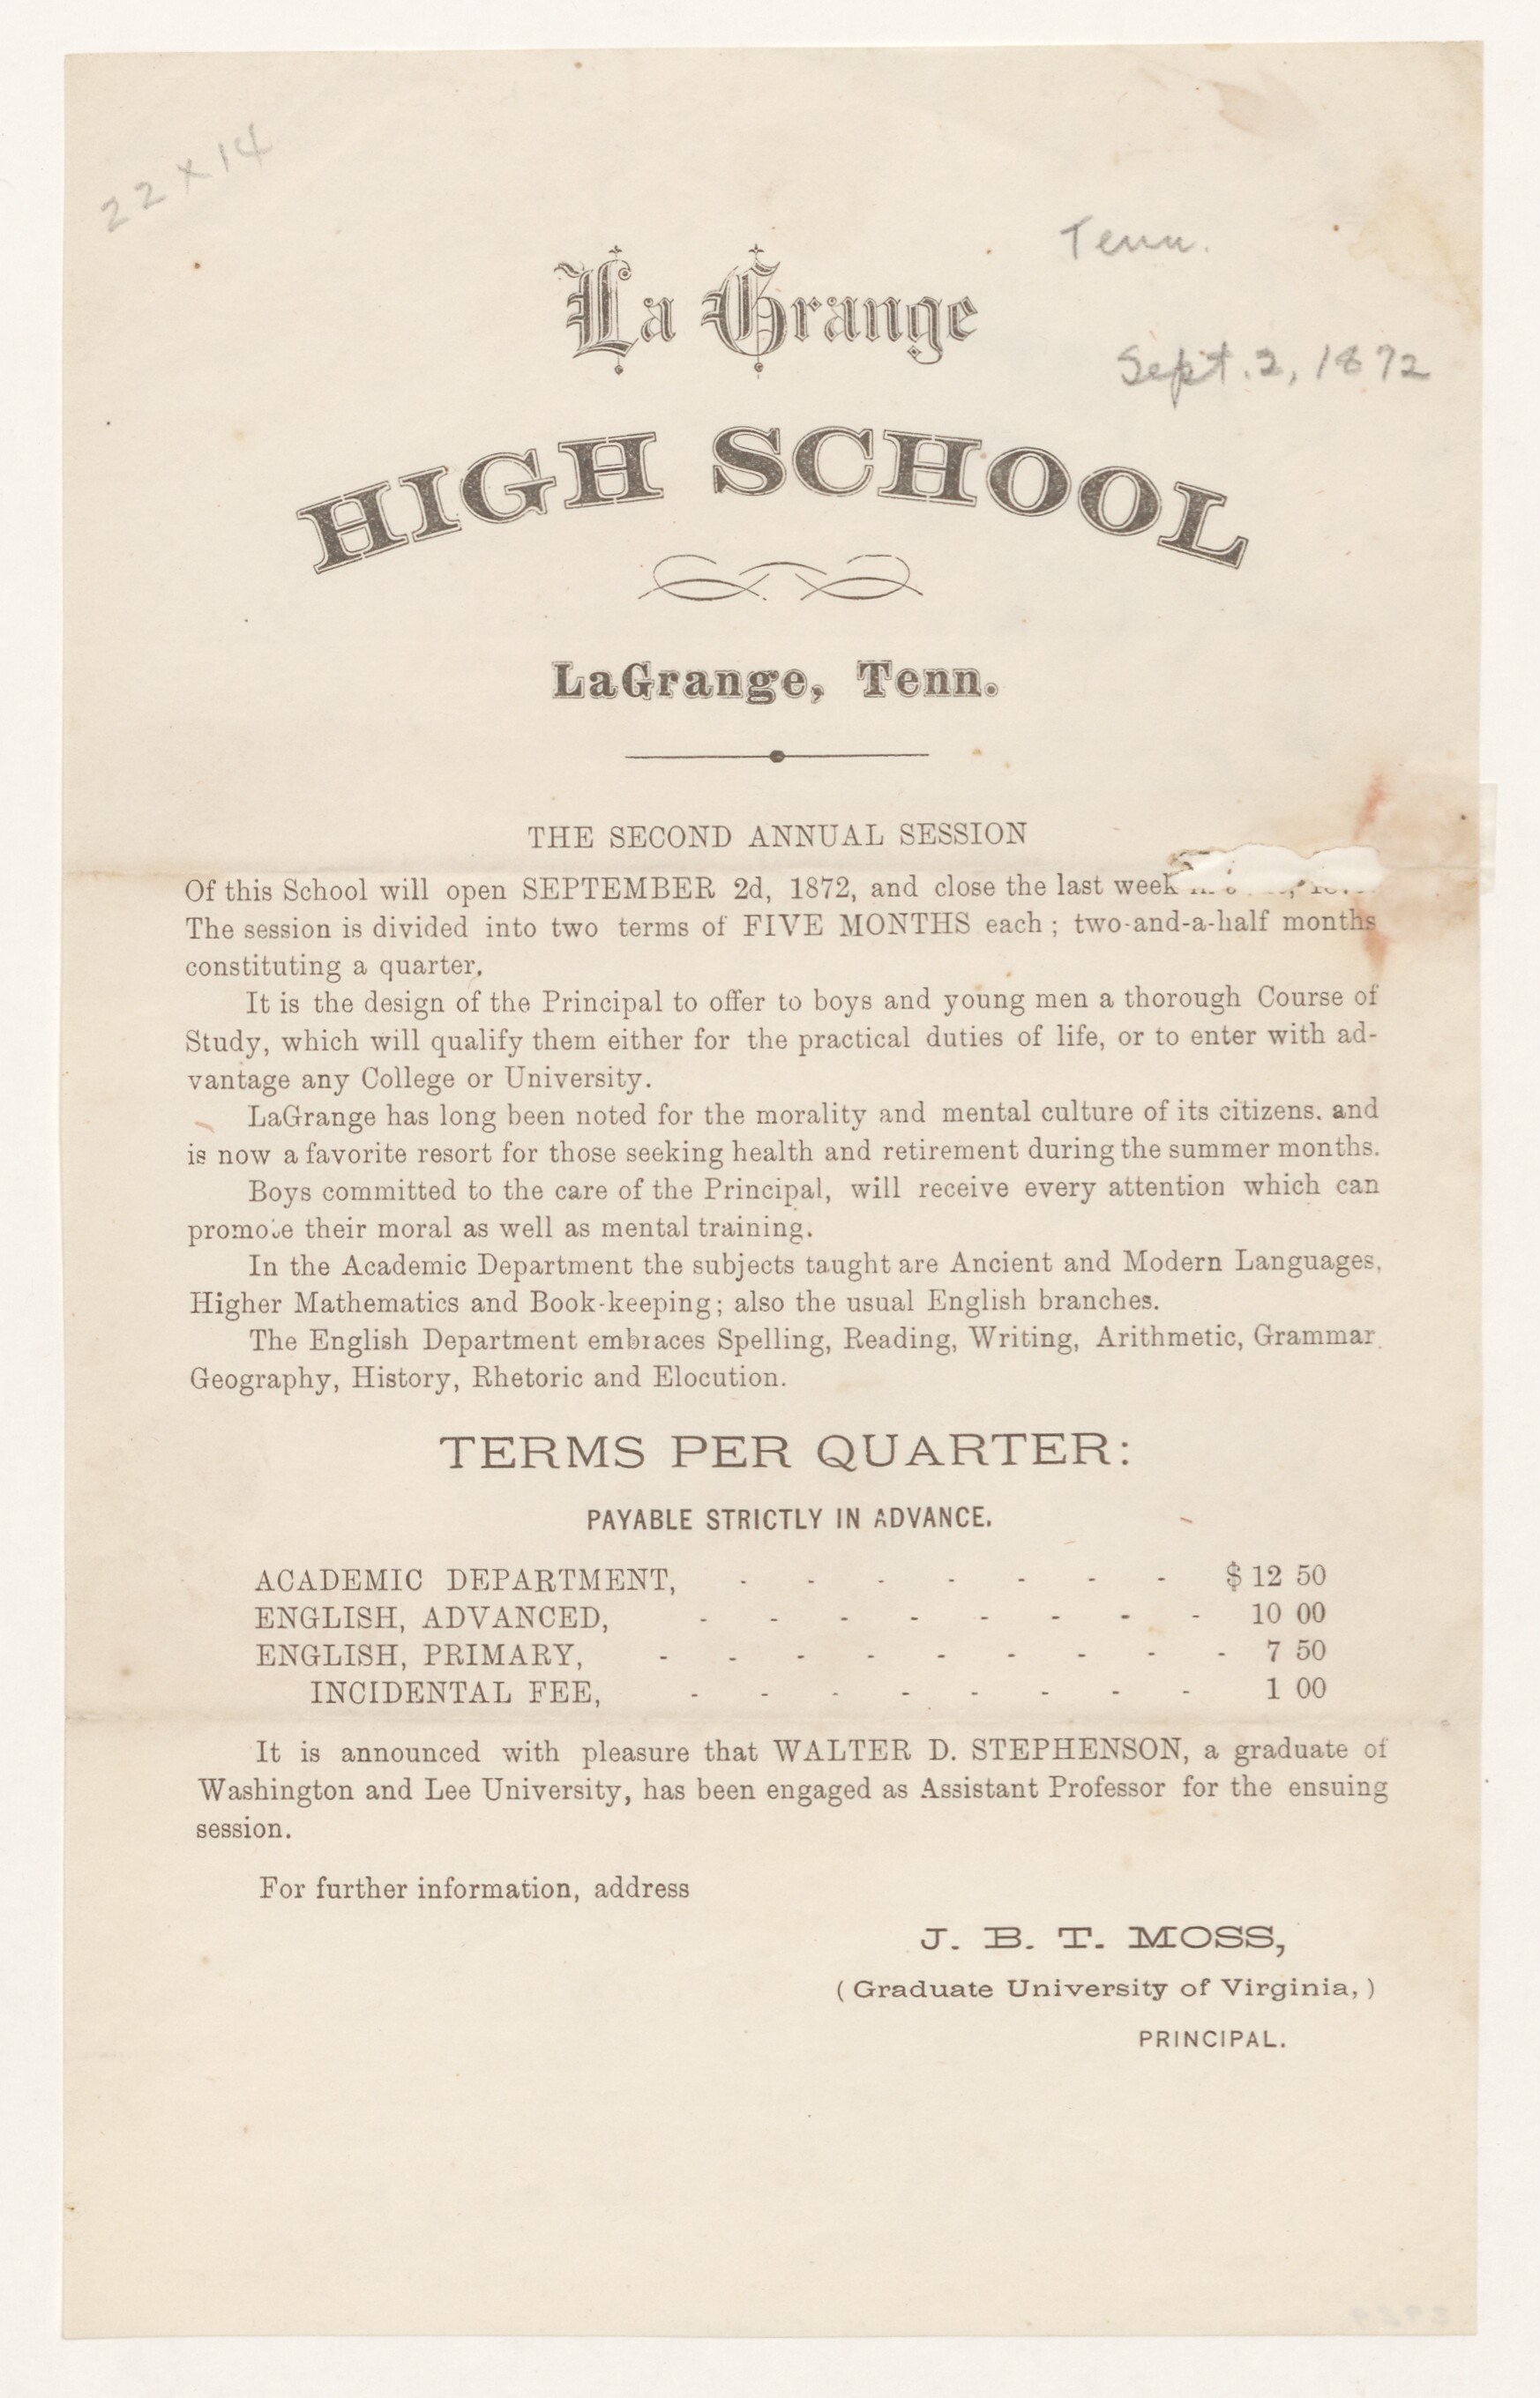 22 x 14
Tenn.
La Grange
Sept. 2, 1872
HIGH SCHOOL
LaGrange, Tenn.
THE SECOND ANNUAL SESSION
Of this School will open SEPTEMBER 2d, 1872, and close the last week
The session is divided into two terms of FIVE MONTHS each; two-and-a-half months
constituting a quarter,
It is the design of the Principal to offer to boys and young men a thorough Course of
Study, which will qualify them either for the practical duties of life, or to enter with ad-
vantage any College or University.
LaGrange has long been noted for the morality and mental culture of its citizens. and
is now a favorite resort for those seeking health and retirement during the summer months.
Boys committed to the care of the Principal, will receive every attention which can
promote their moral as well as mental training.
In the Academic Department the subjects taught are Ancient and Modern Languages,
Higher Mathematics and Book-keeping; also the usual English branches.
The English Department embraces Spelling, Reading, Writing, Arithmetic, Grammar.
Geography, History, Rhetoric and Elocution.
TERMS PER QUARTER:
PAYABLE STRICTLY IN ADVANCE.
ACADEMIC DEPARTMENT, - - - - - - - $12 50
ENGLISH, ADVANCED, - - - - - - - - 10 00
ENGLISH, PRIMARY, - - - - - - - - - 7 50
INCIDENTAL FEE, - - - - - - - - 1 00
It is announced with pleasure that WALTER D. STEPHENSON, a graduate of
Washington and Lee University, has been engaged as Assistant Professor for the ensuing
session.
For further information, address
J. B. T. MOSS,
(Graduate University of Virginia,)
PRINCIPAL.